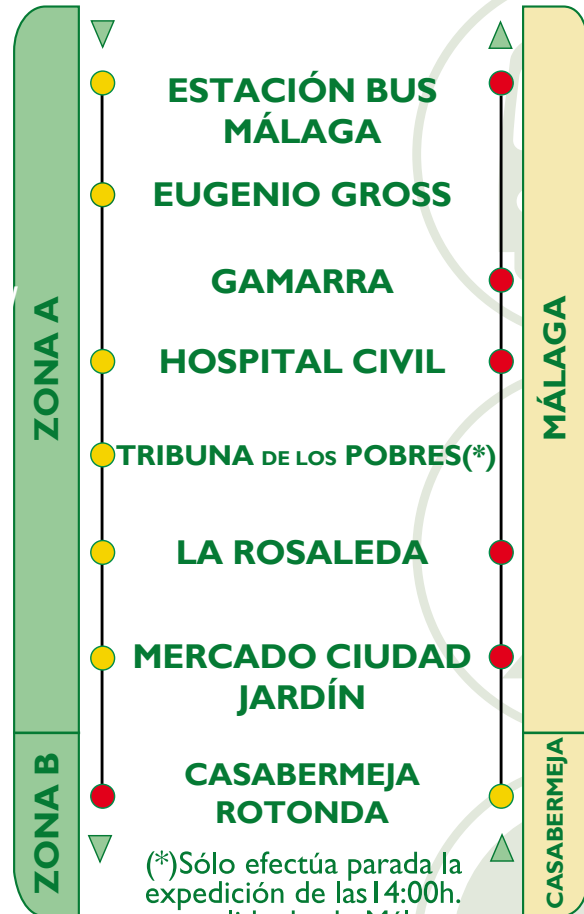 ESTACIÓN BUS
MÁLAGA
EUGENIO GROSS
GAMARRA
HOSPITAL CIVIL
TRIBUNA DE LOS POBRES(*)
LA ROSALEDA
MERCADO CIUDAD
JARDÍN
CASABERMEJA
ROTONDA
(*)Sólo efectúa parada la
expedición de las14:00h.
ZONA A
ZONA B
MÁLAGA
CASABERMEJA